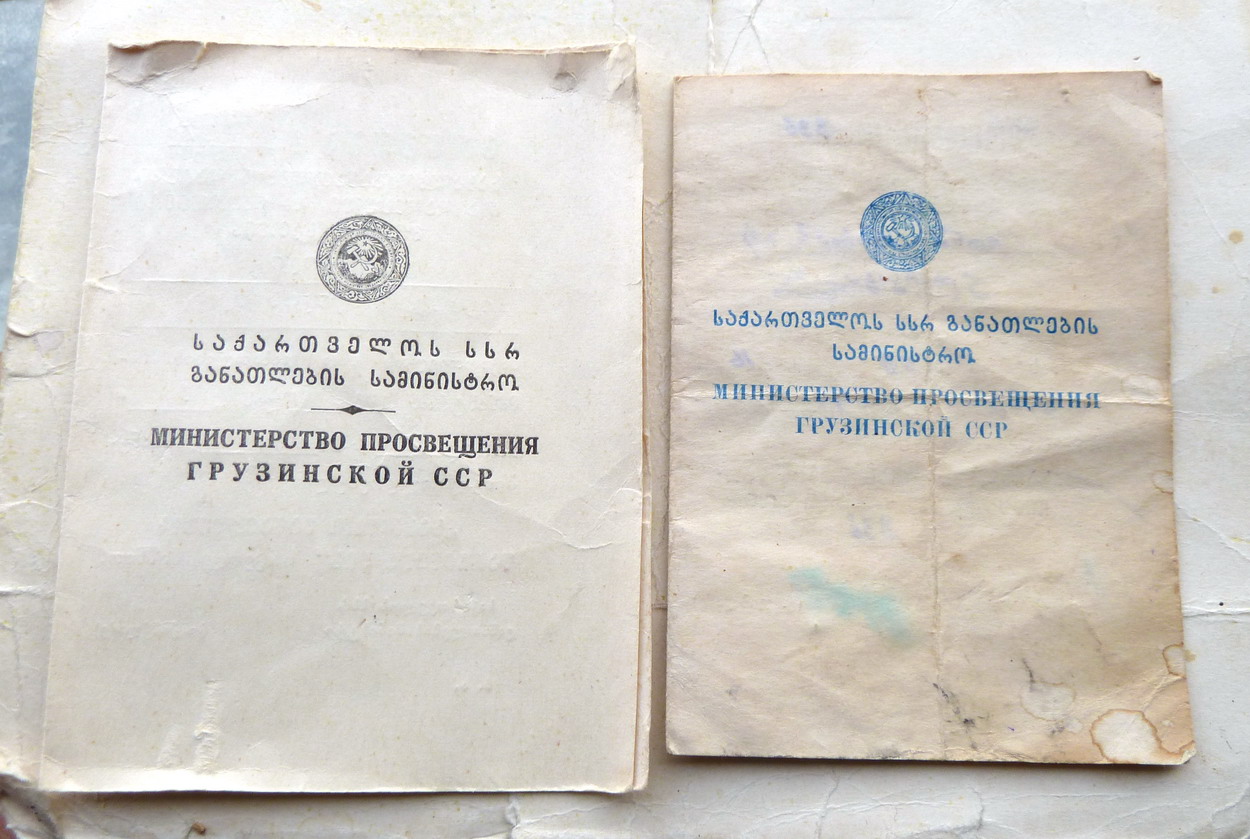 საქართველოს სსრ
განათლების სამინისტრო
МИНИСТЕРСТВО ПРОСВЕЩЕНИЯ
ГРУЗИНСКОЙ ССР
საქართველოს სსრ განათლების
სამინისტრო
МИНИСТЕРСТВО ПРОСВЕЩЕНИЯ
ГРУЗИНСКОЙ ССР